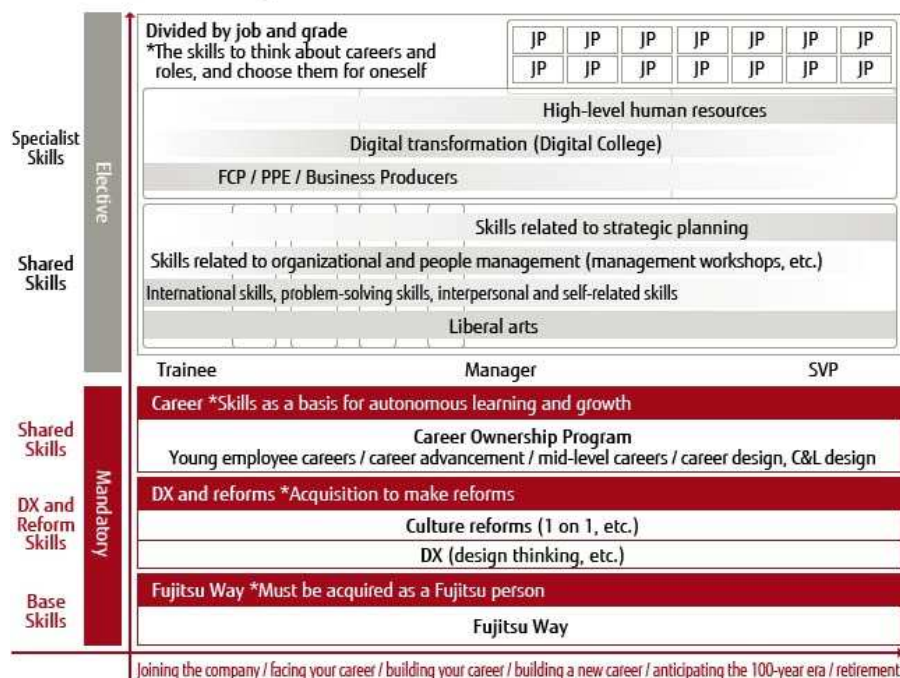 Divided by job and grade
*The skills to think about careers and
roles, and choose them for oneself
JP JP JP JP JP JP JP
JP JP JP JP JP JP JP
Specialist
Skills
Elective
High-level human resources
Digital transformation (Digital College)
FCP / PPE / Business Producers
Shared
Skills
Skills related to strategic planning
Skills related to organizational and people management (management workshops, etc.)
International skills, problem-solving skills, interpersonal and self-related skills
Liberal arts
Trainee Manager SVP
Shared
Skills
Mandatory
Career *Skills as a basis for autonomous learning and growth
Career Ownership Program
Young employee careers / career advancement / mid-level careers / career design, C&L design
DX and
Reform
Skills
DX and reforms *Acquisition to make reforms
Culture reforms (1 on 1, etc.)
DX (design thinking, etc.)
Base
Skills
Fujitsu Way *Must be acquired as a Fujitsu person
Fujitsu Way
Joining the company / facing your career / building your career / building a new career / anticipating the 100-year era / retirement